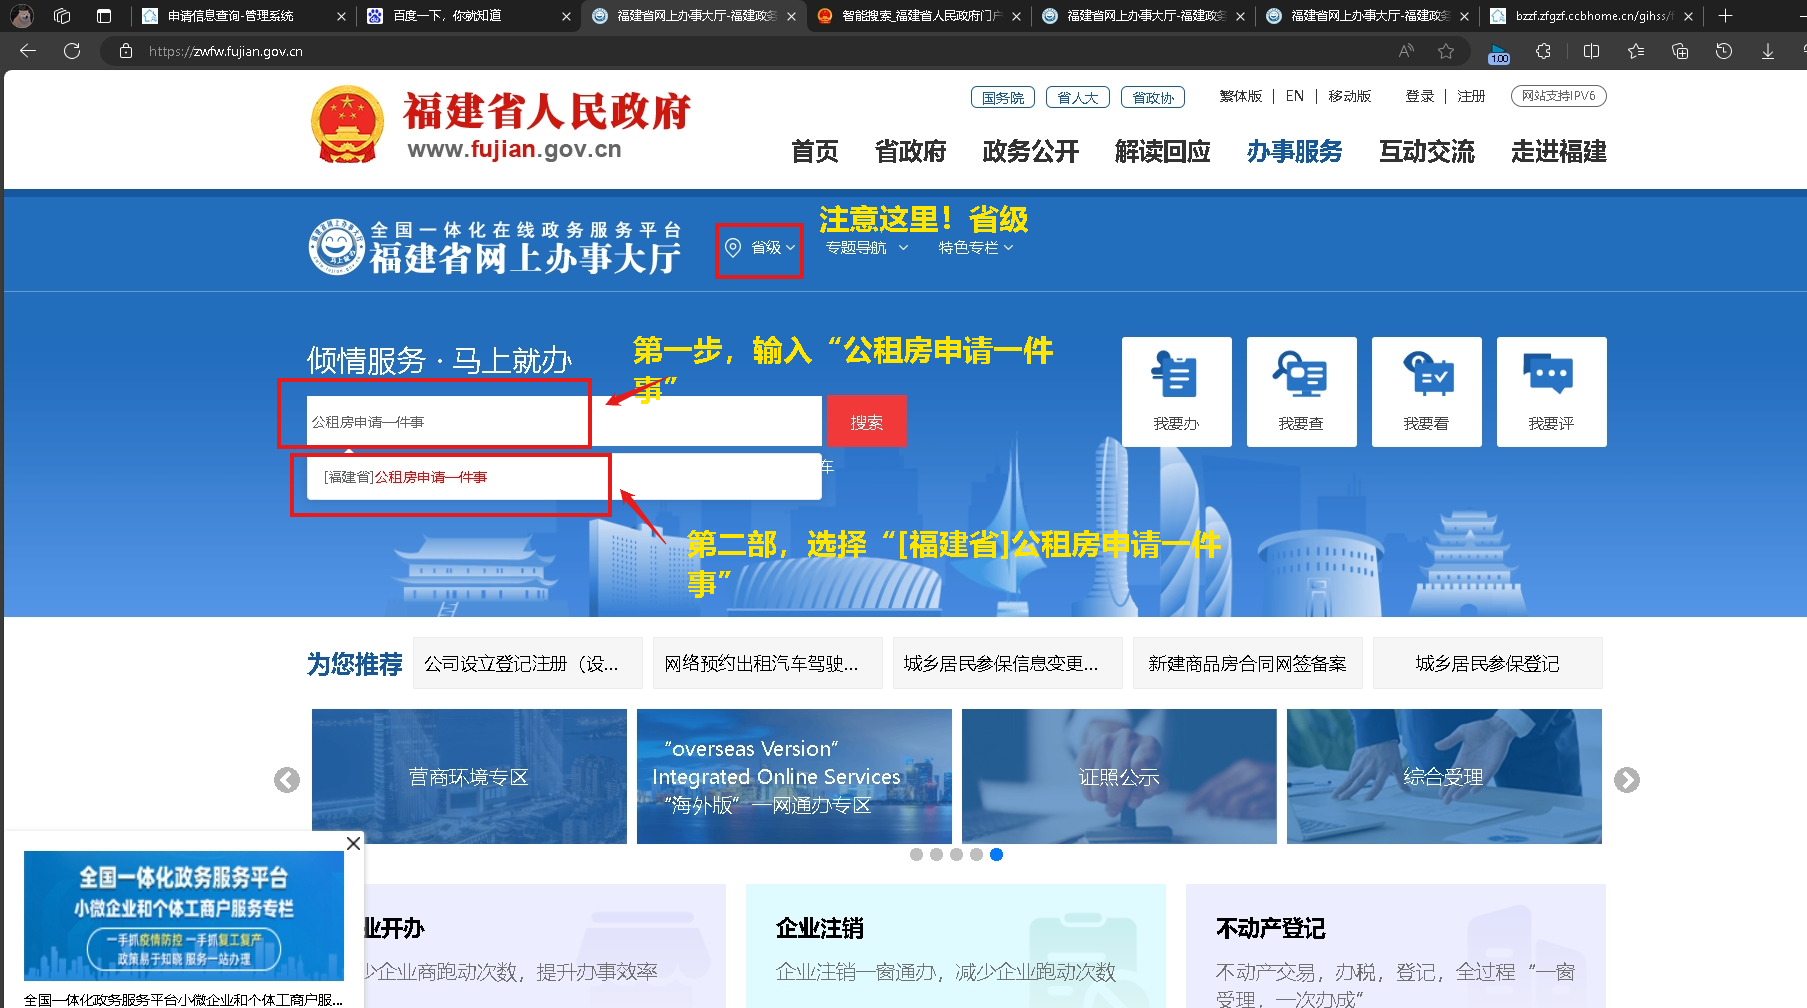 申请信息查询-管理系统
百度一下，你就知道
福建省网上办事大厅-福建政务
智能搜索_福建省人民政府门户
福建省网上办事大厅-福建政务
福建省网上办事大厅-福建政务
bzzf.zfgzf.ccbhome.cn/gihss/f
https://zwfw.fujian.gov.cn
1.00
国务院
省人大
省政协
繁体版
EN
移动版
登录
注册
网站支持IPV6
福建省人民政府
www.fujian.gov.cn
首页
省政府
政务公开
解读回应
办事服务
互动交流
走进福建
注意这里！省级
全国一体化在线政务服务平台
福建省网上办事大厅
省级
专题导航
特色专栏
倾情服务 · 马上就办
第一步，输入“公租房申请一件
事”
公租房申请一件事
搜索
我要办
我要查
我要看
我要评
[福建省]公租房申请一件事
车
第二部，选择“[福建省]公租房申请一件
事”
为您推荐
公司设立登记注册（设...
网络预约出租汽车驾驶...
城乡居民参保信息变更...
新建商品房合同网签备案
城乡居民参保登记
营商环境专区
“overseas Version”
Integrated Online Services
“海外版”一网通办专区
证照公示
综合受理
全国一体化政务服务平台
小微企业和个体工商户服务专栏
一手抓疫情防控 一手抓复工复产
政策易于知晓 服务一站办理
全国一体化政务服务平台小微企业和个体工商户服...
业开办
少企业商跑动次数，提升办事效率
企业注销
企业注销一窗通办，减少企业跑动次数
不动产登记
不动产交易，办税，登记，全过程“一窗
受理，一次办成”